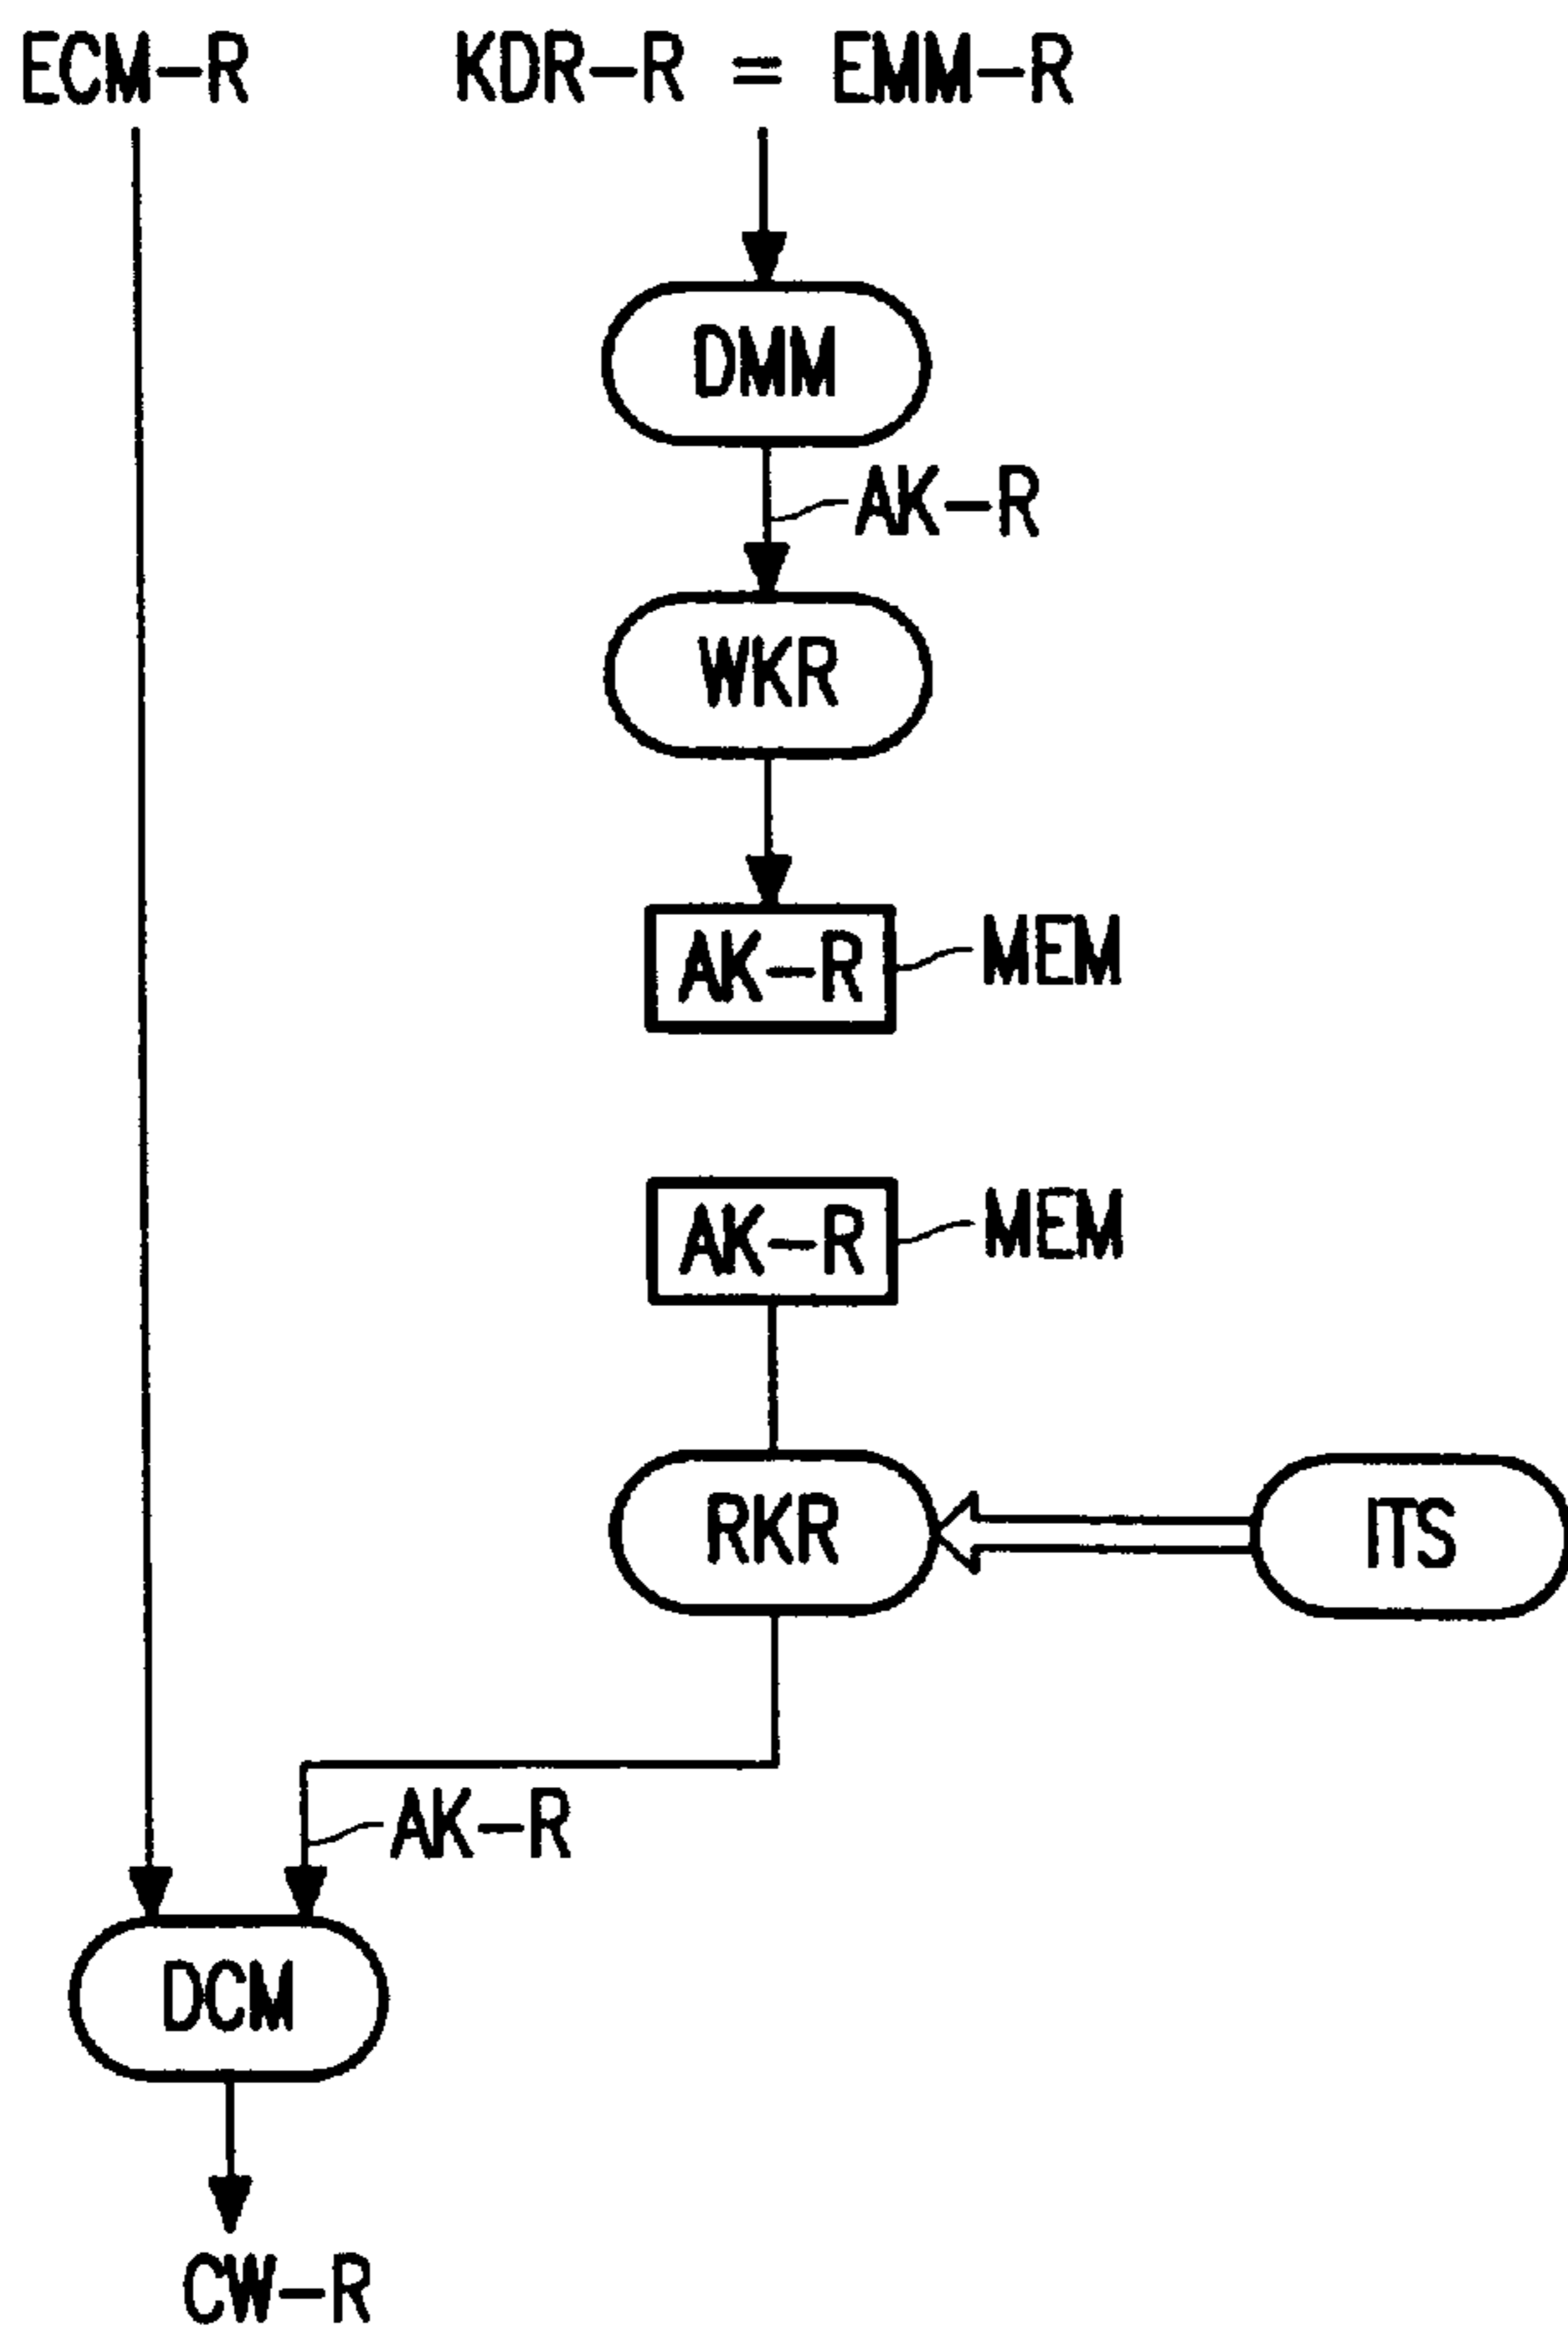 ECM-R
KDR-R = EMM-R
DMM
AK-R
WKR
AK-R
MEM
AK-R
MEM
RKR
ITS
AK-R
DCM
CW-R